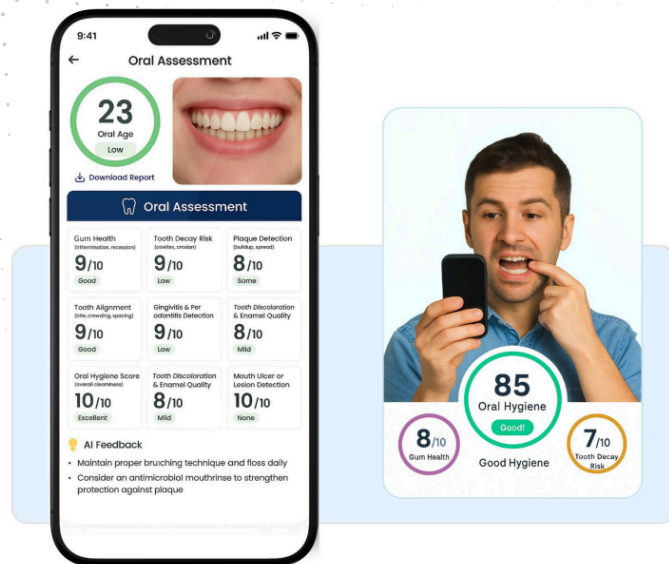 9:41
Oral Assessment
23
Oral Age
Low
Download Report
Oral Assessment
Gum Health
Tooth Decay Risk
Plaque Detection
(cavities, erosion)
(buildup, spread)
9/10
9/10
8/10
Good
Low
Some
Tooth Alignment
Gingivitis & Per
Tooth Discoloration
(bite, crowding, spacing)
adantitis Detection
& Enamel Quality
9/10
9/10
8/10
Good
Low
Mild
Oral Hygiene Score
Tooth Discoloration
Mouth Ulcer or
(overall cleanliness)
& Enamel Quality
Lesion Detection
10/10
8/10
10/10
Excellent
Mild
None
AI Feedback
• Maintain proper bruching technique and floss daily
• Consider an antimicrobial mouthrinse to strengthen
protection against plaque
85
Oral Hygiene
Good!
8/10
Gum Health
Good Hygiene
7/10
Tooth Decay
Risk